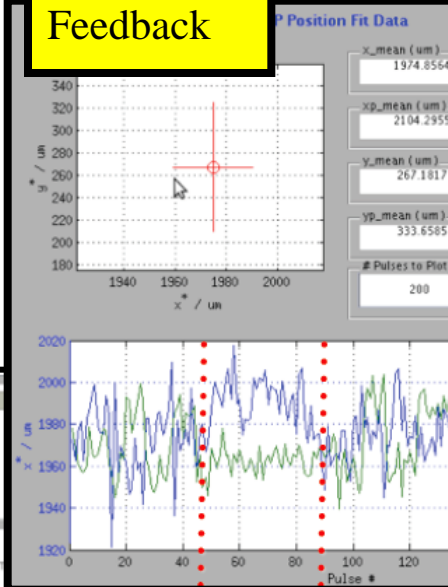 Feedback
P Position Fit Data
x_mean (um)
1974.8564
xp_mean (um)
2104.2955
y_mean (um)
267.1817
yp_mean (um)
333.6585
# Pulses to Plot
200
340
320
300
280
260
240
220
200
180
y* / um
1940 1960 1980 2000
x* / um
2020
2000
1980
1960
1940
1920
x* / um
0 20 40 60 80 100 120
Pulse #